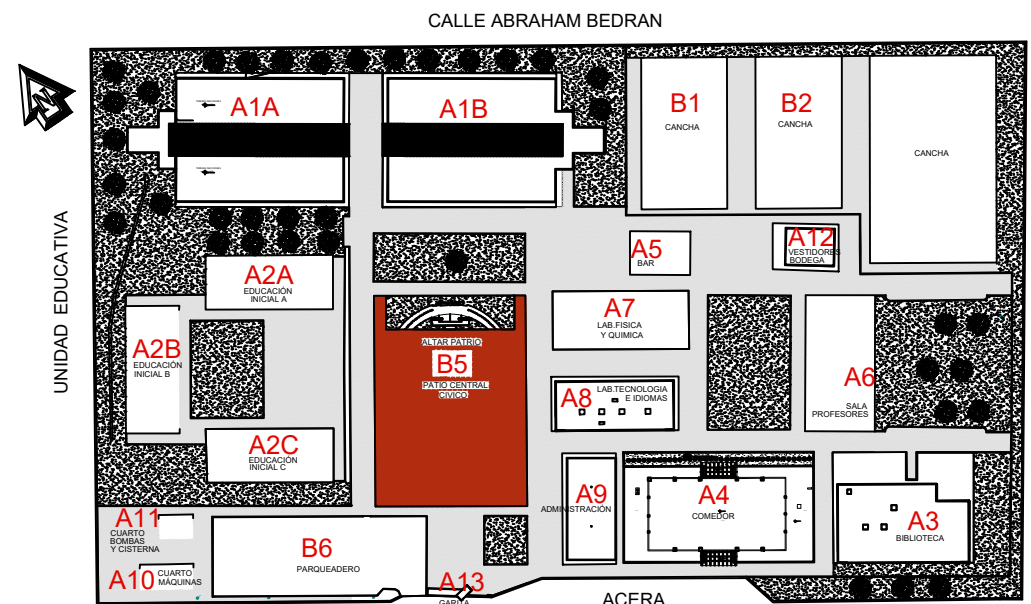 CALLE ABRAHAM BEDRAN
N
UNIDAD EDUCATIVA
A1A
A1B
B1
CANCHA
B2
CANCHA
CANCHA
A5
BAR
A12
VESTIDORES
BODEGA
A2A
EDUCACIÓN
INICIAL A
A2B
EDUCACIÓN
INICIAL B
A2C
EDUCACIÓN
INICIAL C
ALTAR PATRIO
B5
PATIO CENTRAL
CIVICO
A7
LAB.FISICA
Y QUIMICA
A8
LAB.TECNOLOGIA
E IDIOMAS
A6
SALA
PROFESORES
A9
ADMINISTRACIÓN
A4
COMEDOR
A3
BIBLIOTECA
A11
CUARTO
BOMBAS
Y CISTERNA
A10
CUARTO
MÁQUINAS
B6
PARQUEADERO
A13
GARITA
ACERA